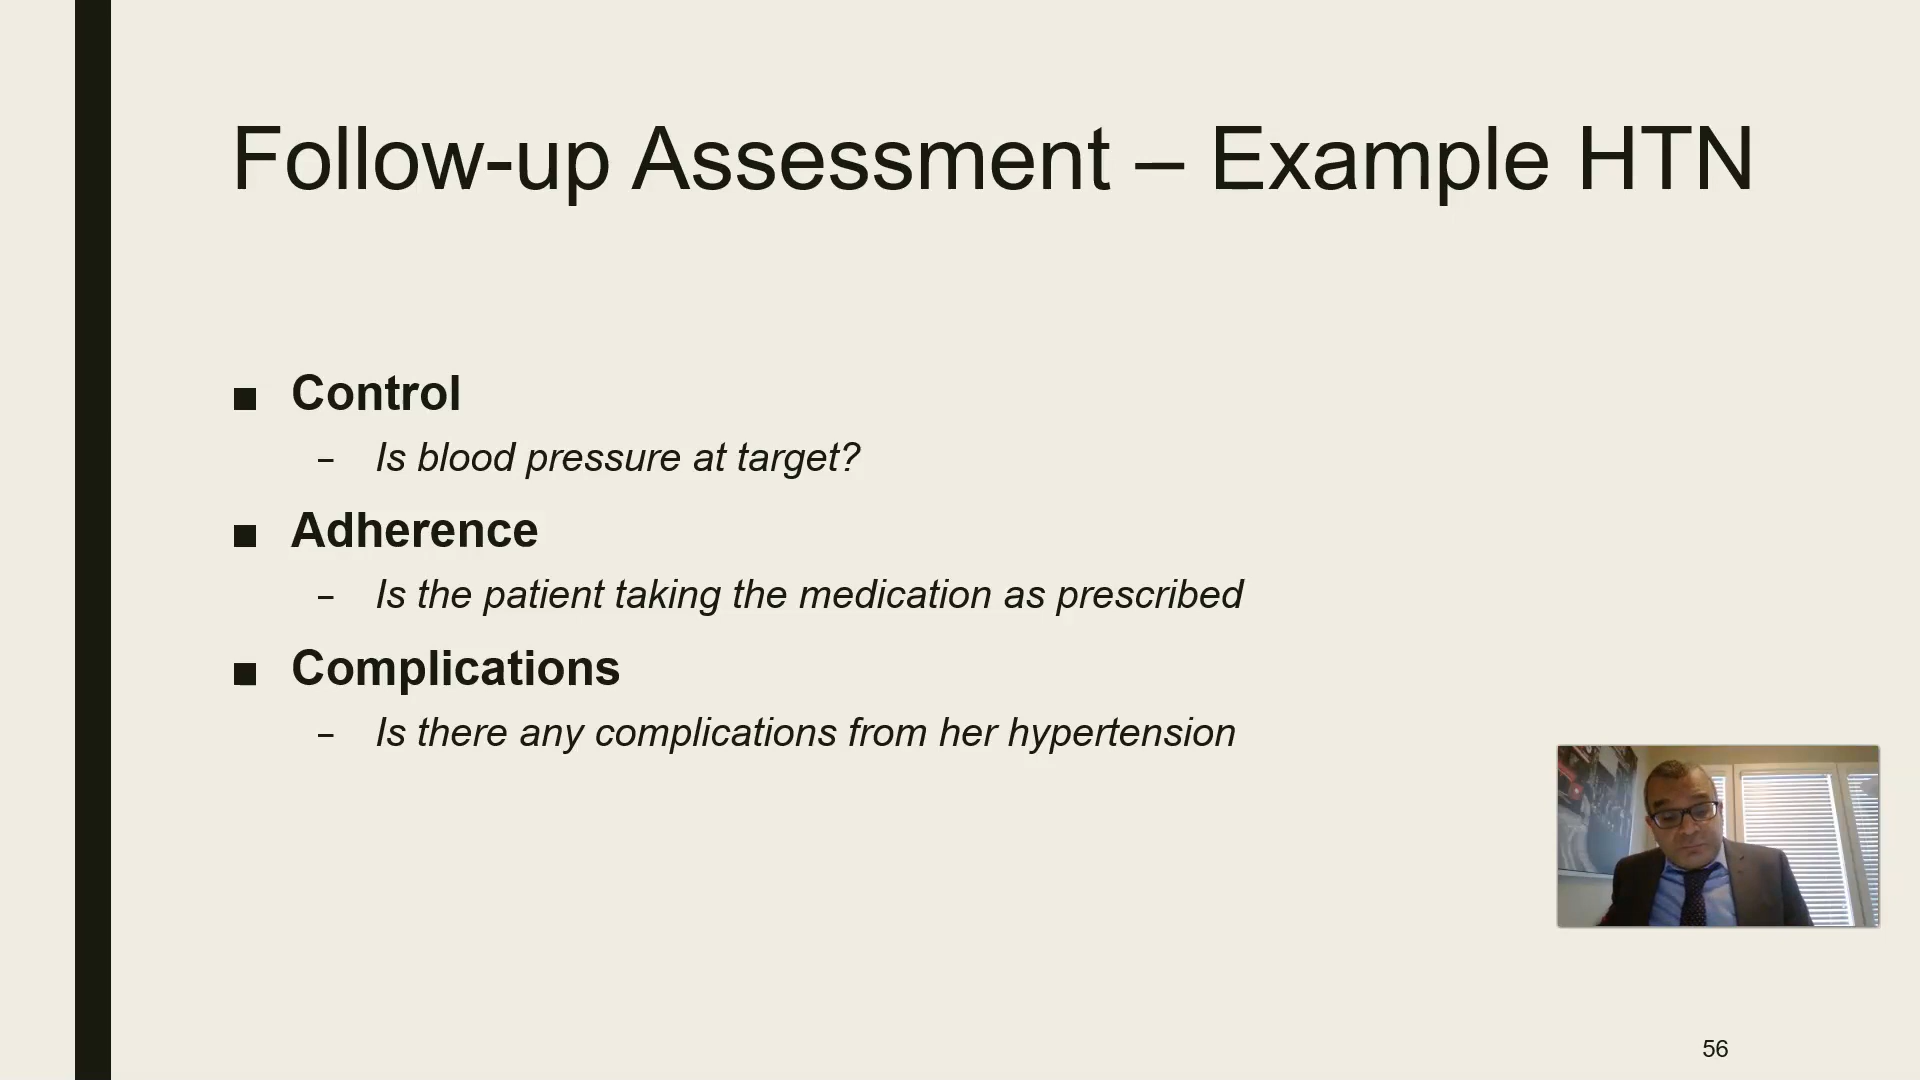 Follow-up Assessment – Example HTN
■ Control
– Is blood pressure at target?
■ Adherence
– Is the patient taking the medication as prescribed
■ Complications
– Is there any complications from her hypertension
56